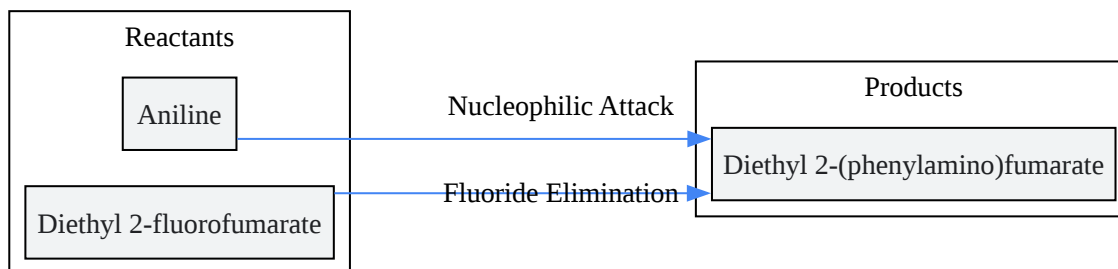 Reactants
Aniline
Diethyl 2-fluorofumarate
Nucleophilic Attack
Fluoride Elimination
Products
Diethyl 2-(phenylamino)fumarate